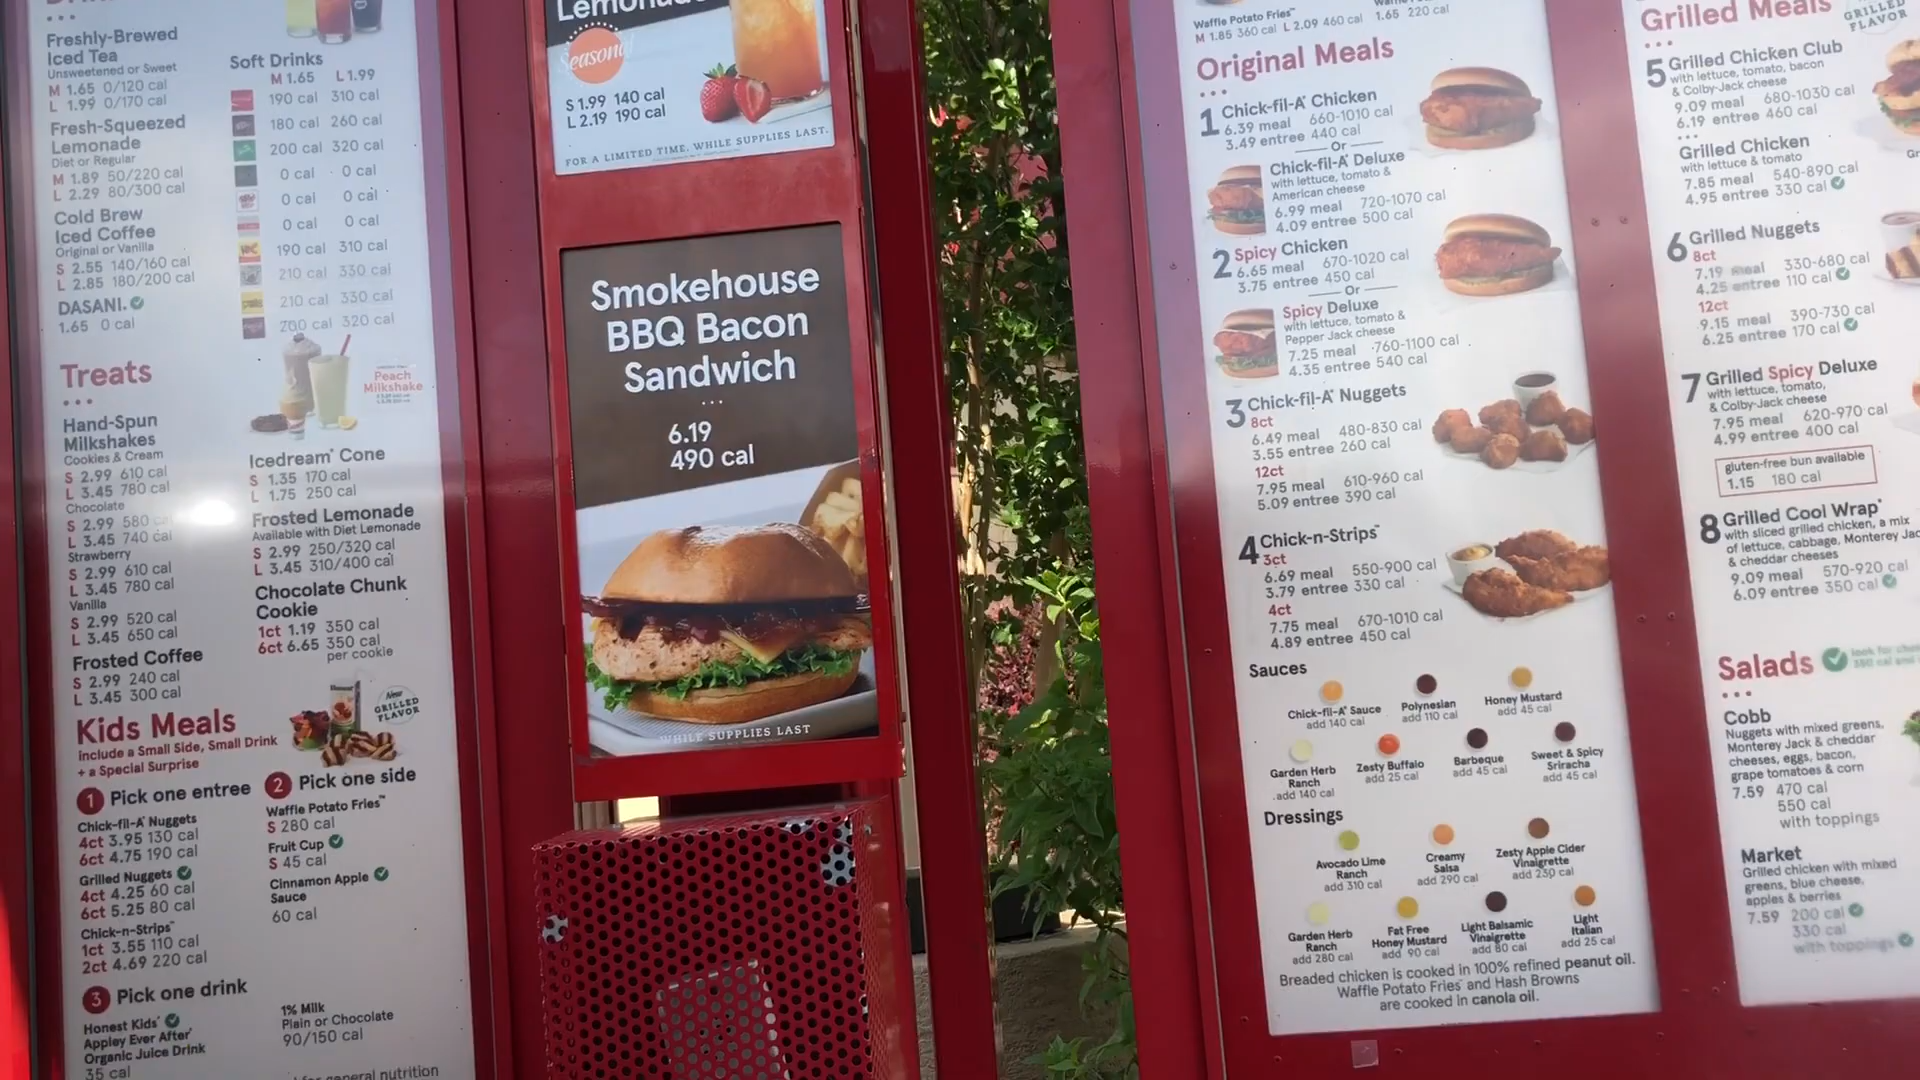 Freshly-Brewed
Iced Tea
Unsweetened or Sweet
M 1.65 0/120 cal
L 1.99 0/170 cal
Fresh-Squeezed
Lemonade
Diet or Regular
M 1.89 50/220 cal
L 2.29 80/300 cal
Cold Brew
Iced Coffee
Original or Vanilla
S 2.55 140/160 cal
L 2.85 180/200 cal
DASANI.
1.65 0 cal
Soft Drinks
M 1.65 L 1.99
190 cal 310 cal
180 cal 260 cal
200 cal 320 cal
0 cal 0 cal
0 cal 0 cal
0 cal 0 cal
190 cal 310 cal
210 cal 330 cal
210 cal 330 cal
200 cal 320 cal
Treats
Hand-Spun
Milkshakes
Cookies & Cream
S 2.99 610 cal
L 3.45 780 cal
Chocolate
S 2.99 580 cal
L 3.45 740 cal
Strawberry
S 2.99 610 cal
L 3.45 780 cal
Vanilla
S 2.99 520 cal
L 3.45 650 cal
Frosted Coffee
S 2.99 240 cal
L 3.45 300 cal
Peach
Milkshake
Icedream® Cone
S 1.35 170 cal
L 1.75 250 cal
Frosted Lemonade
Available with Diet Lemonade
S 2.99 250/320 cal
L 3.45 310/400 cal
Chocolate Chunk
Cookie
1ct 1.19 350 cal
6ct 6.65 350 cal
per cookie
Kids Meals
Include a Small Side, Small Drink
+ a Special Surprise
New
GRILLED
FLAVOR
1 Pick one entree
Chick-fil-A® Nuggets
4ct 3.95 130 cal
6ct 4.75 190 cal
Grilled Nuggets
4ct 4.25 60 cal
6ct 5.25 80 cal
Chick-n-Strips™
1ct 3.55 110 cal
2ct 4.69 220 cal
2 Pick one side
Waffle Potato Fries™
S 280 cal
Fruit Cup
S 45 cal
Cinnamon Apple
Sauce
60 cal
3 Pick one drink
Honest Kids®
Appley Ever After®
Organic Juice Drink
35 cal
1% Milk
Plain or Chocolate
90/150 cal
general nutrition
Lemonade
Seasonal
S 1.99 140 cal
L 2.19 190 cal
FOR A LIMITED TIME, WHILE SUPPLIES LAST.
Smokehouse
BBQ Bacon
Sandwich
6.19
490 cal
WHILE SUPPLIES LAST
Waffle Potato Fries™
M 1.85 360 cal L 2.09 460 cal
1.65 220 cal
Original Meals
1 Chick-fil-A® Chicken
6.39 meal 660-1010 cal
3.49 entree 440 cal
Or
Chick-fil-A® Deluxe
with lettuce, tomato &
American cheese
6.99 meal 720-1070 cal
4.09 entree 500 cal
2 Spicy Chicken
6.65 meal 670-1020 cal
3.75 entree 450 cal
Or
Spicy Deluxe
with lettuce, tomato &
Pepper Jack cheese
7.25 meal 760-1100 cal
4.35 entree 540 cal
3 Chick-fil-A® Nuggets
8ct
6.49 meal 480-830 cal
3.55 entree 260 cal
12ct
7.95 meal 610-960 cal
5.09 entree 390 cal
4 Chick-n-Strips™
3ct
6.69 meal 550-900 cal
3.79 entree 330 cal
4ct
7.75 meal 670-1010 cal
4.89 entree 450 cal
Sauces
Chick-fil-A® Sauce
add 140 cal
Polynesian
add 110 cal
Honey Mustard
add 45 cal
Garden Herb
Ranch
add 140 cal
Zesty Buffalo
add 25 cal
Barbeque
add 45 cal
Sweet & Spicy
Sriracha
add 45 cal
Dressings
Avocado Lime
Ranch
add 310 cal
Creamy
Salsa
add 290 cal
Zesty Apple Cider
Vinaigrette
add 230 cal
Garden Herb
Ranch
add 280 cal
Fat Free
Honey Mustard
add 90 cal
Light Balsamic
Vinaigrette
add 80 cal
Light
Italian
add 25 cal
Breaded chicken is cooked in 100% refined peanut oil.
Waffle Potato Fries™ and Hash Browns
are cooked in canola oil.
Grilled Meals
GRILLED
FLAVOR
5 Grilled Chicken Club
with lettuce, tomato, bacon
& Colby-Jack cheese
9.09 meal 680-1030 cal
6.19 entree 460 cal
Grilled Chicken
with lettuce & tomato
7.85 meal 540-890 cal
4.95 entree 330 cal
6 Grilled Nuggets
8ct
7.19 meal 330-680 cal
4.25 entree 110 cal
12ct
9.15 meal 390-730 cal
6.25 entree 170 cal
7 Grilled Spicy Deluxe
with lettuce, tomato,
& Colby-Jack cheese
7.95 meal 620-970 cal
4.99 entree 400 cal
gluten-free bun available
1.15 180 cal
8 Grilled Cool Wrap®
with sliced grilled chicken, a mix
of lettuce, cabbage, Monterey Jac
& cheddar cheeses
9.09 meal 570-920 cal
6.09 entree 350 cal
Salads
look for
350 cal and
Cobb
Nuggets with mixed greens,
Monterey Jack & cheddar
cheeses, eggs, bacon,
grape tomatoes & corn
7.59 470 cal
550 cal
with toppings
Market
Grilled chicken with mixed
greens, blue cheese,
apples & berries
7.59 200 cal
330 cal
with toppings